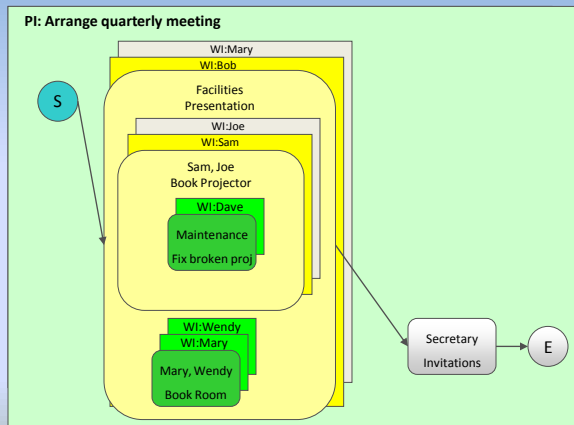 PI: Arrange quarterly meeting
WI:Mary
WI:Bob
Facilities
Presentation
S
WI:Joe
WI:Sam
Sam, Joe
Book Projector
WI:Dave
Maintenance
Fix broken proj
WI:Wendy
WI:Mary
Mary, Wendy
Book Room
Secretary
Invitations
E